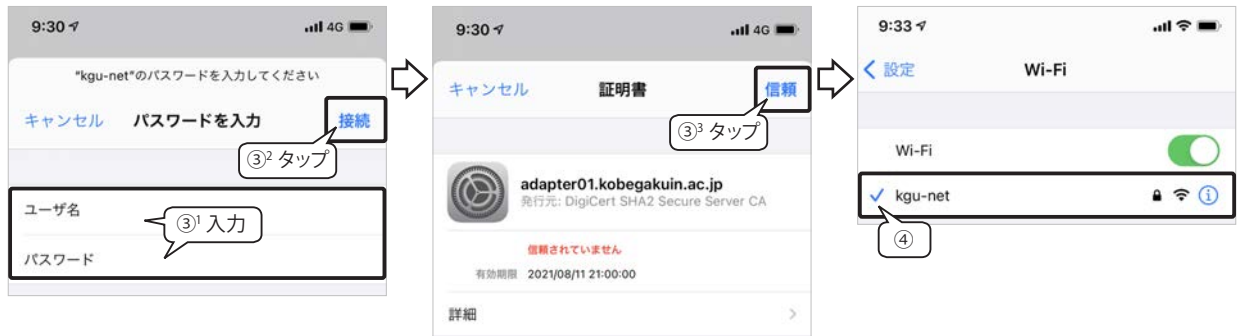 9:30
4G
"kgu-net"のパスワードを入力してください
キャンセル パスワードを入力 接続
③² タップ
ユーザ名
③¹ 入力
パスワード
9:30
4G
キャンセル 証明書 信頼
③³ タップ
adapter01.kobegakuin.ac.jp
発行元: DigiCert SHA2 Secure Server CA
信頼されていません
有効期限 2021/08/11 21:00:00
詳細
9:33
設定 Wi-Fi
Wi-Fi
kgu-net
④